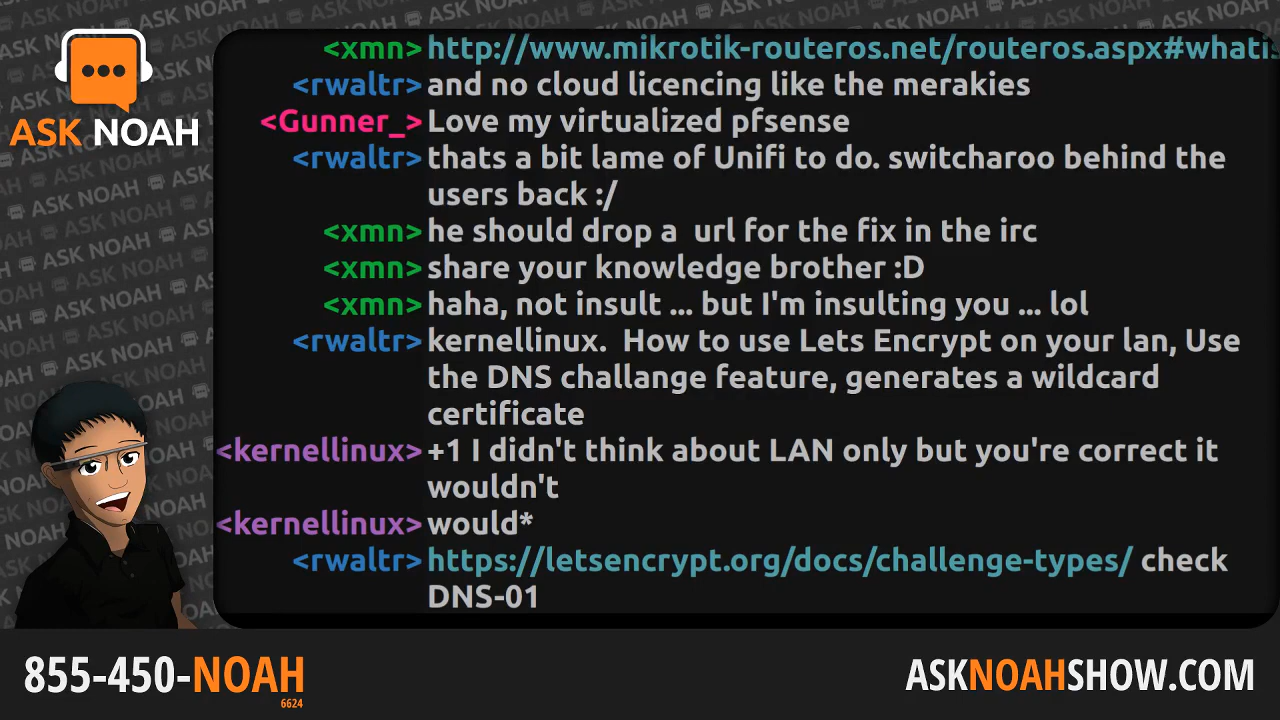 <xmn> http://www.mikrotik-routeros.net/routeros.aspx#whatis
<rwaltr> and no cloud licencing like the merakies
<Gunner_> Love my virtualized pfsense
<rwaltr> thats a bit lame of Unifi to do. switcharoo behind the
users back :/
<xmn> he should drop a  url for the fix in the irc
<xmn> share your knowledge brother :D
<xmn> haha, not insult ... but I'm insulting you ... lol
<rwaltr> kernellinux.  How to use Lets Encrypt on your lan, Use
the DNS challange feature, generates a wildcard
certificate
<kernellinux> +1 I didn't think about LAN only but you're correct it
wouldn't
<kernellinux> would*
<rwaltr> https://letsencrypt.org/docs/challenge-types/ check
DNS-01
ASK NOAH
855-450-NOAH
6624
ASKNOAHSHOW.COM